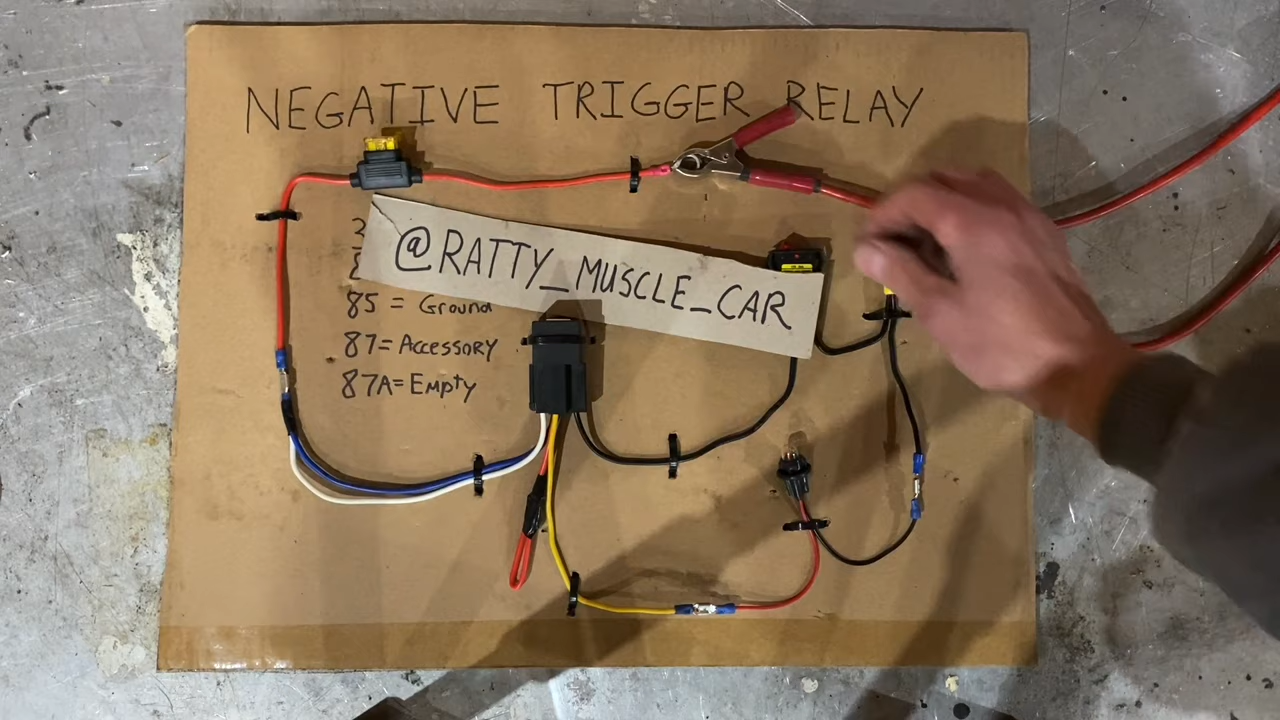 NEGATIVE TRIGGER RELAY
@RATTY_MUSCLE_CAR
85 = Ground
87 = Accessory
87A = Empty